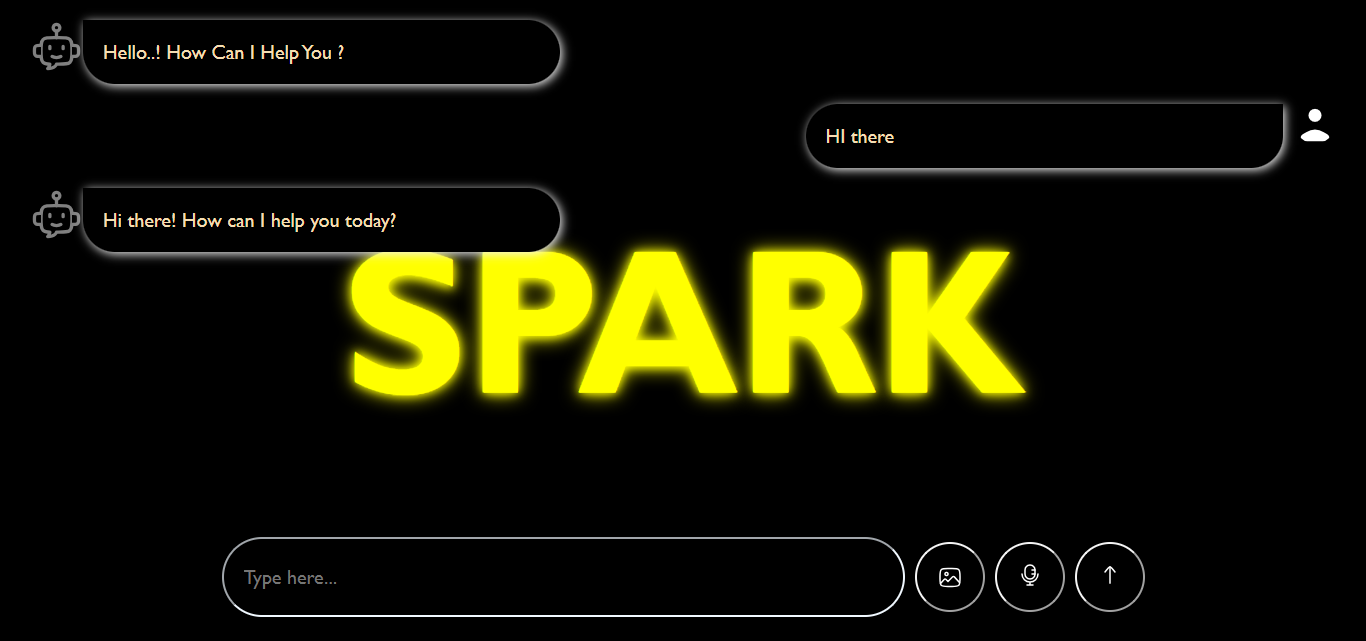 Hello..! How Can I Help You ?
HI there
Hi there! How can I help you today?
SPARK
Type here...